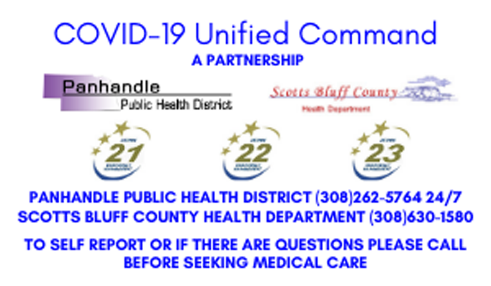 COVID-19 Unified Command
A PARTNERSHIP
Panhandle
Public Health District
Scotts Bluff County
Health Department
21
22
23
PANHANDLE PUBLIC HEALTH DISTRICT (308)262-5764 24/7
SCOTTS BLUFF COUNTY HEALTH DEPARTMENT (308)630-1580
TO SELF REPORT OR IF THERE ARE QUESTIONS PLEASE CALL
BEFORE SEEKING MEDICAL CARE